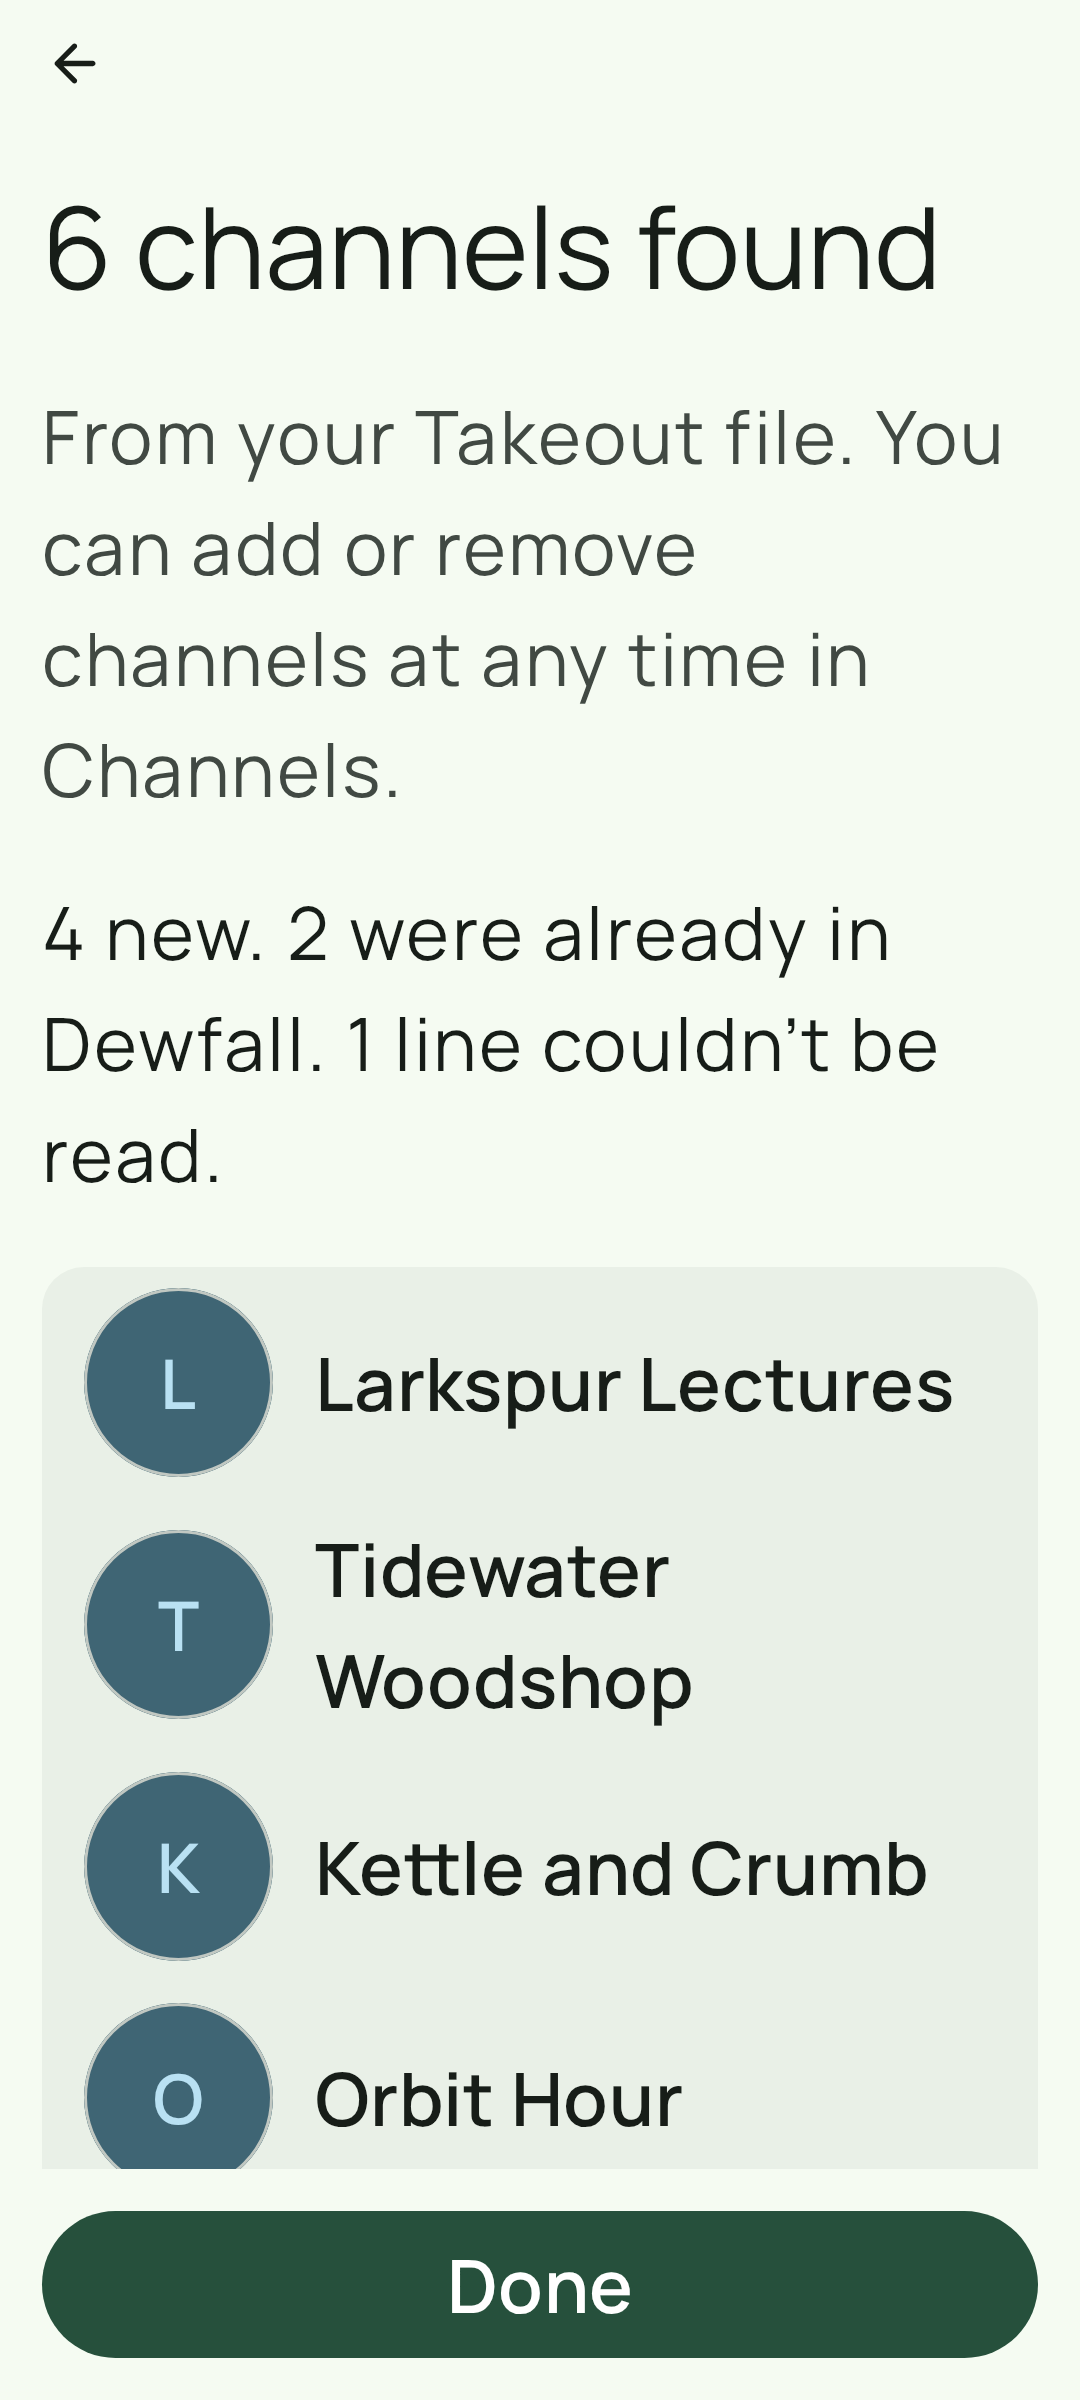 6 channels found
From your Takeout file. You
can add or remove
channels at any time in
Channels.
4 new. 2 were already in
Dewfall. 1 line couldn’t be
read.
L
Larkspur Lectures
T
Tidewater
Woodshop
K
Kettle and Crumb
O
Orbit Hour
Done